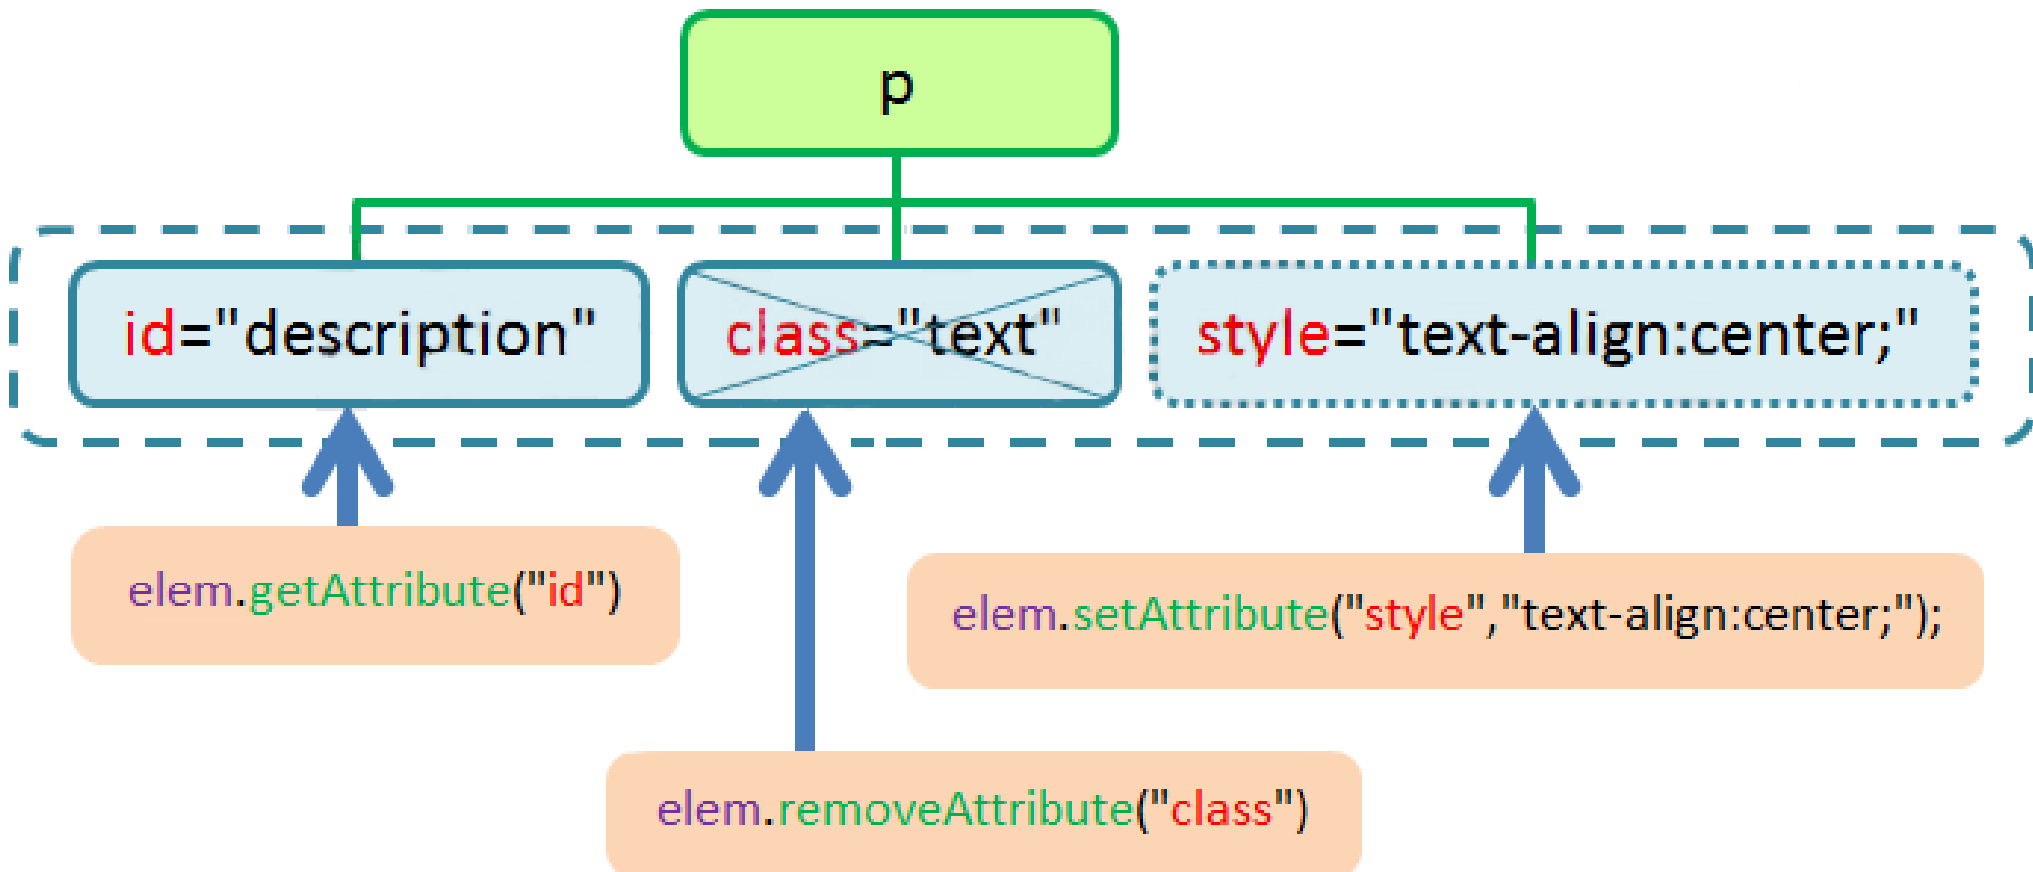 p
id="description"
class="text"
style="text-align:center;"
elem.getAttribute("id")
elem.setAttribute("style","text-align:center;");
elem.removeAttribute("class")